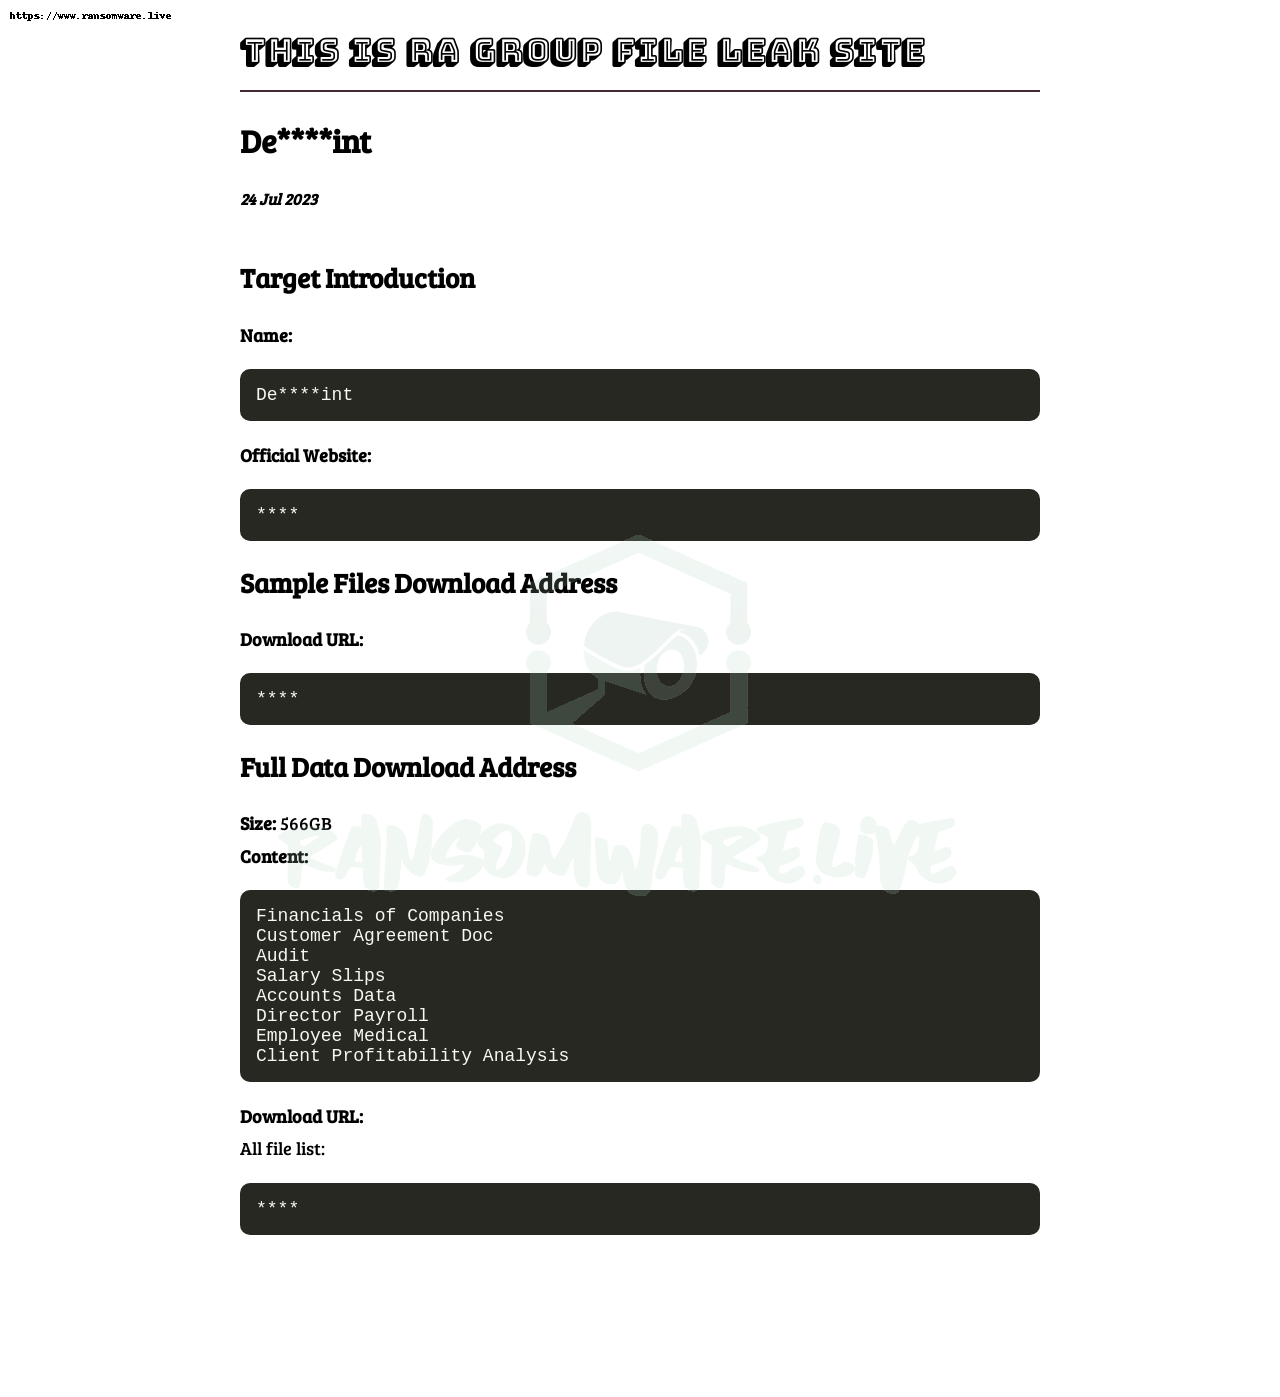 https://www.ransomware.live
THIS IS RA GROUP FILE LEAK SITE
De****int
24 Jul 2023
Target Introduction
Name:
De****int
Official Website:
****
Sample Files Download Address
Download URL:
****
Full Data Download Address
Size: 566GB
RANSOMWARE.LIVE
Content:
Financials of Companies
Customer Agreement Doc
Audit
Salary Slips
Accounts Data
Director Payroll
Employee Medical
Client Profitability Analysis
Download URL:
All file list:
****